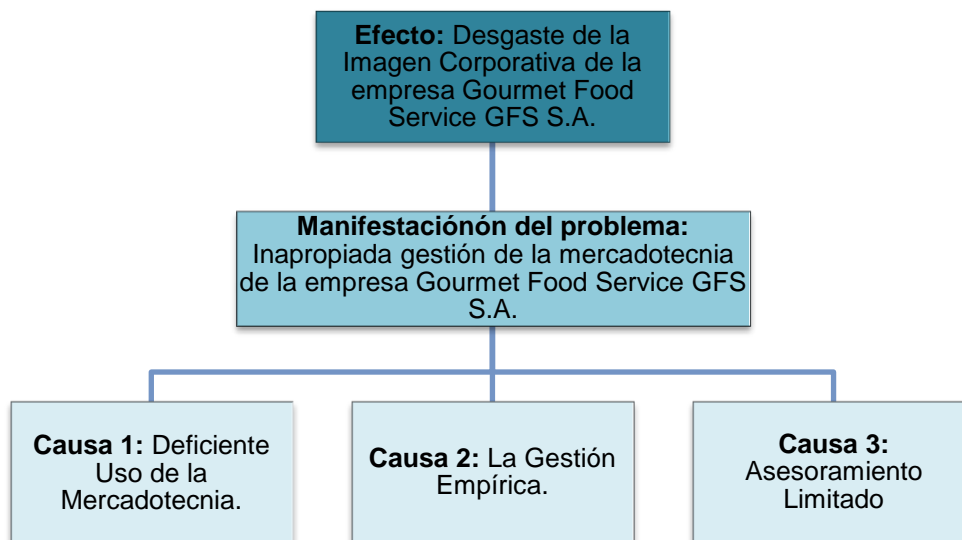 Efecto: Desgaste de la
Imagen Corporativa de la
empresa Gourmet Food
Service GFS S.A.
Manifestaciónón del problema:
Inapropiada gestión de la mercadotecnia
de la empresa Gourmet Food Service GFS
S.A.
Causa 1: Deficiente
Uso de la
Mercadotecnia.
Causa 2: La Gestión
Empírica.
Causa 3:
Asesoramiento
Limitado